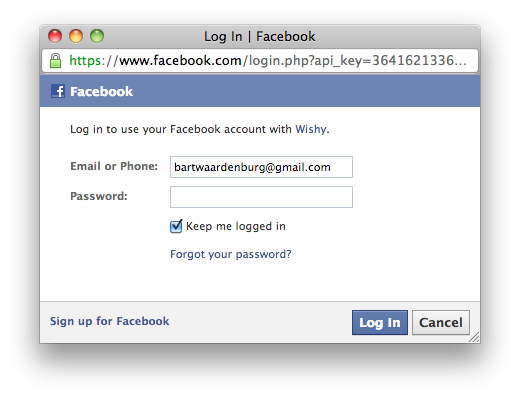 Log In | Facebook
https://www.facebook.com/login.php?api_key=3641621336...
Facebook
Log in to use your Facebook account with Wishy.
Email or Phone: bartwaardenburg@gmail.com
Password:
Keep me logged in
Forgot your password?
Sign up for Facebook Log In Cancel